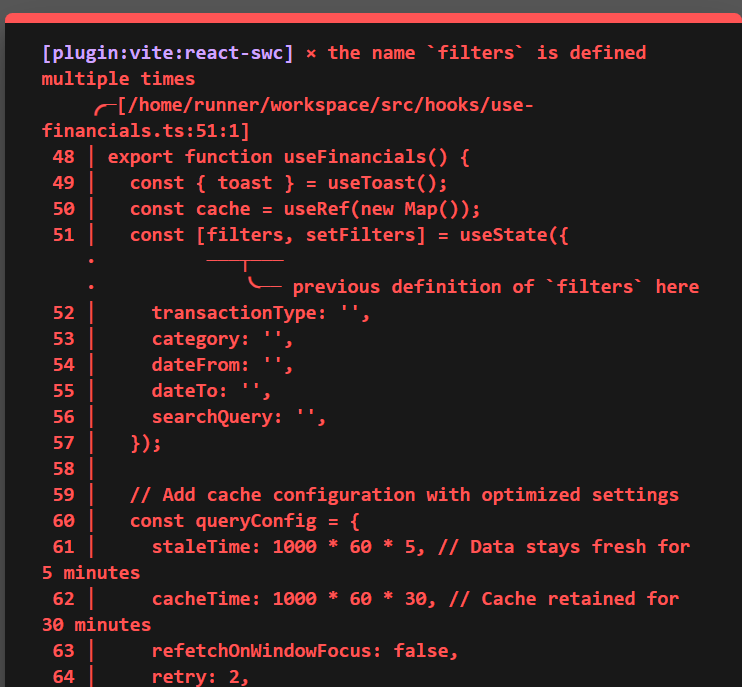 [plugin:vite:react-swc] × the name `filters` is defined
multiple times
╭─[/home/runner/workspace/src/hooks/use-
financials.ts:51:1]
48 │ export function useFinancials() {
49 │   const { toast } = useToast();
50 │   const cache = useRef(new Map());
51 │   const [filters, setFilters] = useState({
·          ───┬───
·             ╰── previous definition of `filters` here
52 │     transactionType: '',
53 │     category: '',
54 │     dateFrom: '',
55 │     dateTo: '',
56 │     searchQuery: '',
57 │   });
58 │
59 │   // Add cache configuration with optimized settings
60 │   const queryConfig = {
61 │     staleTime: 1000 * 60 * 5, // Data stays fresh for
5 minutes
62 │     cacheTime: 1000 * 60 * 30, // Cache retained for
30 minutes
63 │     refetchOnWindowFocus: false,
64 │     retry: 2,